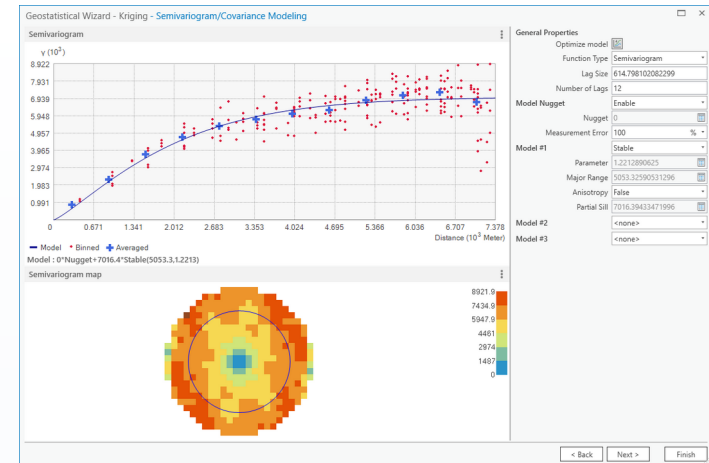 Geostatistical Wizard - Kriging - Semivariogram/Covariance Modeling
Semivariogram
γ (10³)
8.922
7.931
6.939
5.948
4.957
3.965
2.974
1.983
0.991
0 0.671 1.341 2.012 2.683 3.353 4.024 4.695 5.366 6.036 6.707 7.378
Distance (10³ Meter)
Model Binned Averaged
Model : 0*Nugget+7016.4*Stable(5053.3,1.2213)
Semivariogram map
8921.9
7434.9
5947.9
4461
2974
1487
0
General Properties
Optimize model
Function Type Semivariogram
Lag Size 614.798102082299
Number of Lags 12
Model Nugget Enable
Nugget 0
Measurement Error 100 %
Model #1 Stable
Parameter 1.2212890625
Major Range 5053.32590531296
Anisotropy False
Partial Sill 7016.39433471996
Model #2 <none>
Model #3 <none>
< Back Next > Finish